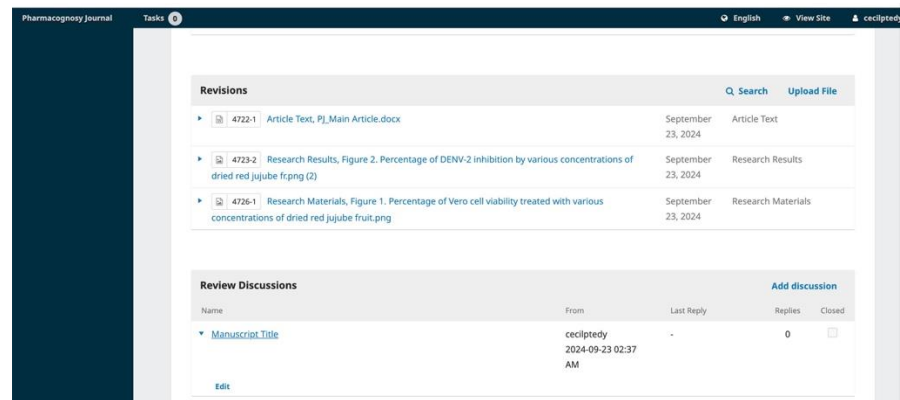 Pharmacognosy Journal Tasks 0 English View Site cecilptedy
Revisions Search Upload File
4722-1 Article Text, PJ_Main Article.docx September 23, 2024 Article Text
4723-2 Research Results, Figure 2. Percentage of DENV-2 inhibition by various concentrations of
dried red jujube fr.png (2) September 23, 2024 Research Results
4726-1 Research Materials, Figure 1. Percentage of Vero cell viability treated with various
concentrations of dried red jujube fruit.png September 23, 2024 Research Materials
Review Discussions Add discussion
Name From Last Reply Replies Closed
Manuscript Title cecilptedy - 0
2024-09-23 02:37
AM
Edit